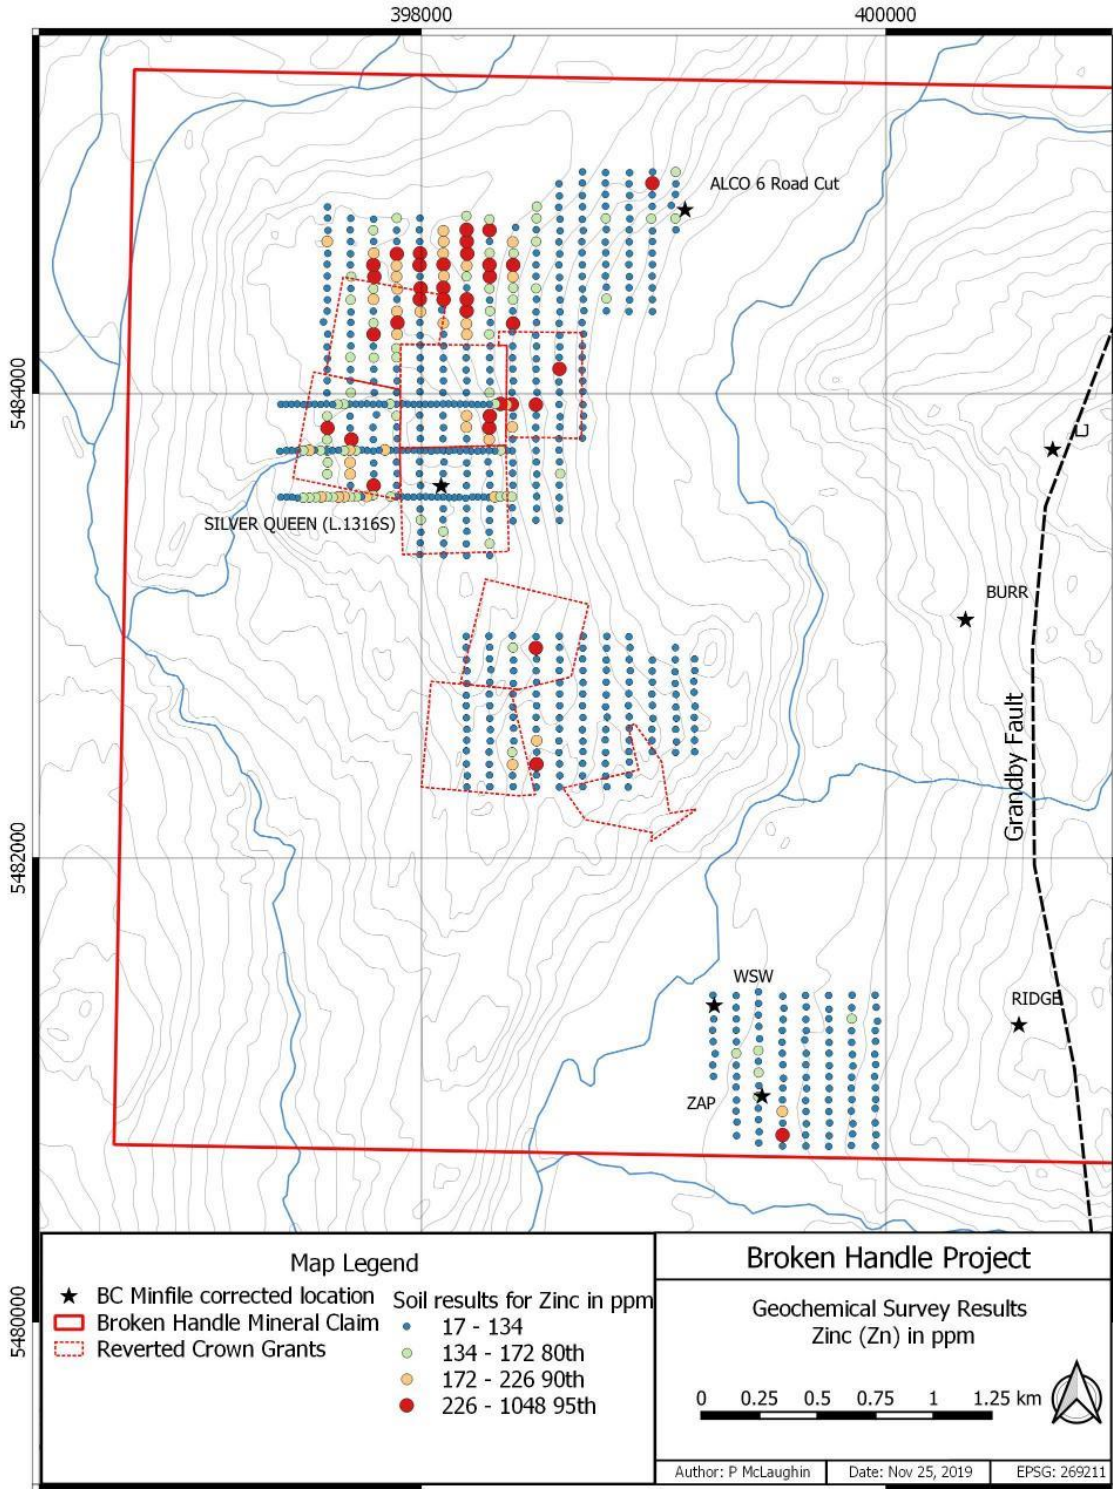 398000
400000
ALCO 6 Road Cut
5484000
SILVER QUEEN (L.1316S)
BURR
Grandby Fault
5482000
WSW
RIDGE
ZAP
5480000
Map Legend
BC Minfile corrected location
Broken Handle Mineral Claim
Reverted Crown Grants
Soil results for Zinc in ppm
17 - 134
134 - 172 80th
172 - 226 90th
226 - 1048 95th
Broken Handle Project
Geochemical Survey Results
Zinc (Zn) in ppm
0 0.25 0.5 0.75 1 1.25 km
Author: P McLaughin
Date: Nov 25, 2019
EPSG: 269211